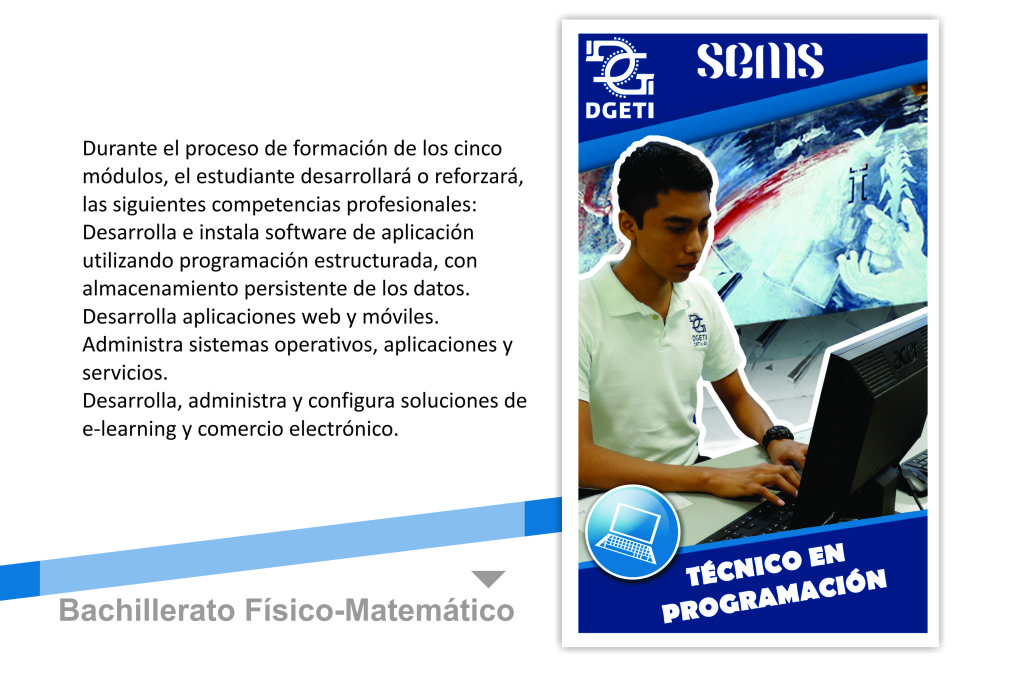 Durante el proceso de formación de los cinco
módulos, el estudiante desarrollará o reforzará,
las siguientes competencias profesionales:
Desarrolla e instala software de aplicación
utilizando programación estructurada, con
almacenamiento persistente de los datos.
Desarrolla aplicaciones web y móviles.
Administra sistemas operativos, aplicaciones y
servicios.
Desarrolla, administra y configura soluciones de
e-learning y comercio electrónico.
Bachillerato Físico-Matemático
DGETI
sems
DGETI
acer
TÉCNICO EN
PROGRAMACIÓN